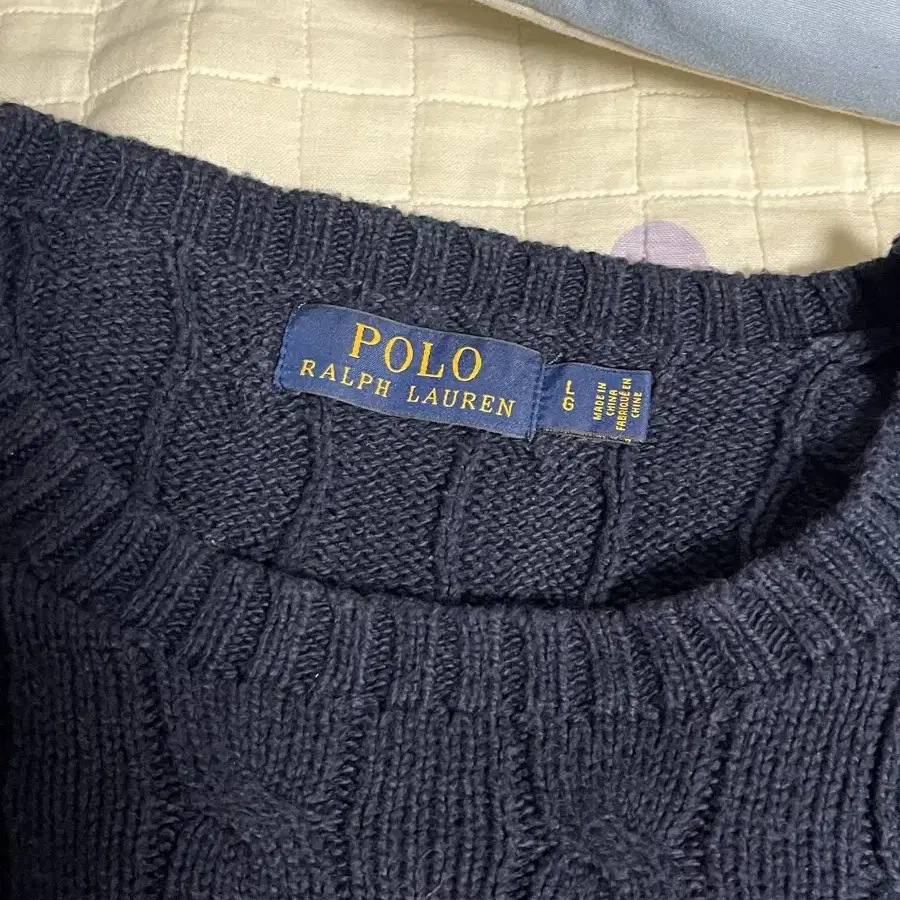 POLO
RALPH LAUREN
L
G
MADE IN
CHINA
FABRIQUÉ EN
CHINE